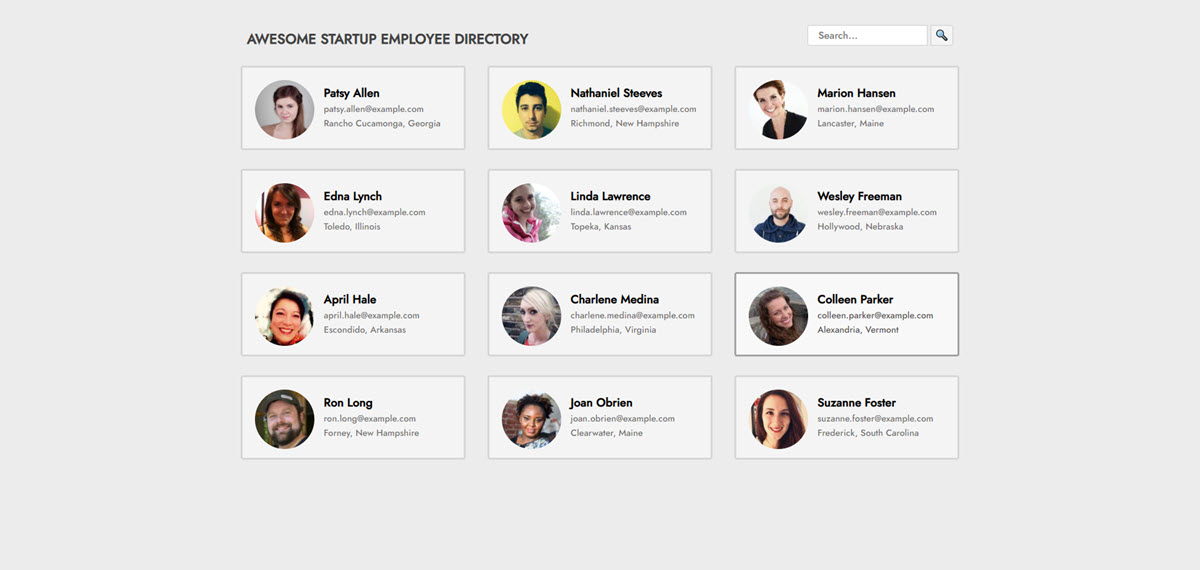 AWESOME STARTUP EMPLOYEE DIRECTORY
Search...
Patsy Allen
patsy.allen@example.com
Rancho Cucamonga, Georgia
Nathaniel Steeves
nathaniel.steeves@example.com
Richmond, New Hampshire
Marion Hansen
marion.hansen@example.com
Lancaster, Maine
Edna Lynch
edna.lynch@example.com
Toledo, Illinois
Linda Lawrence
linda.lawrence@example.com
Topeka, Kansas
Wesley Freeman
wesley.freeman@example.com
Hollywood, Nebraska
April Hale
april.hale@example.com
Escondido, Arkansas
Charlene Medina
charlene.medina@example.com
Philadelphia, Virginia
Colleen Parker
colleen.parker@example.com
Alexandria, Vermont
Ron Long
ron.long@example.com
Forney, New Hampshire
Joan Obrien
joan.obrien@example.com
Clearwater, Maine
Suzanne Foster
suzanne.foster@example.com
Frederick, South Carolina